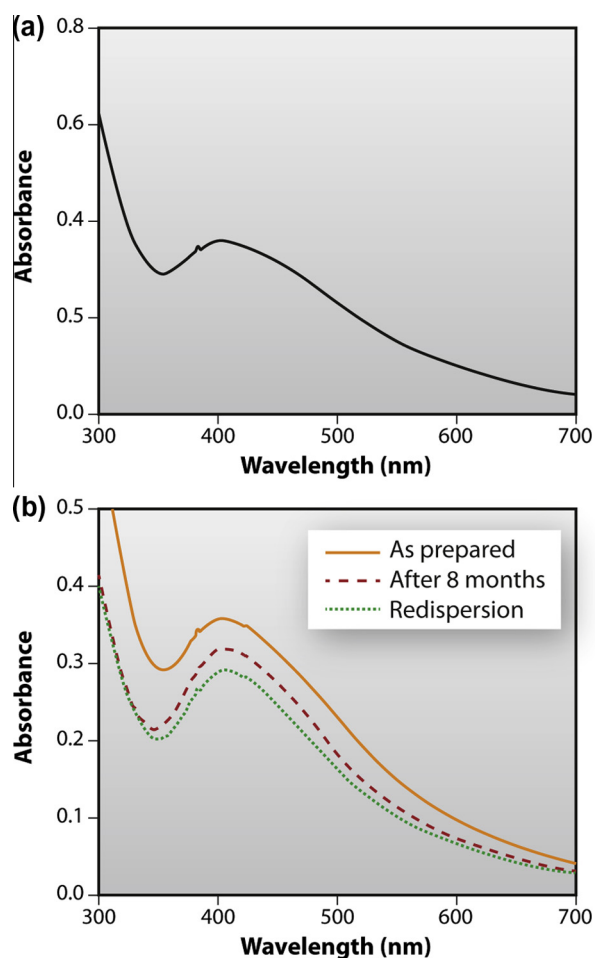 (a)
0.8
0.6
0.4
0.5
0.0
Absorbance
300 400 500 600 700
Wavelength (nm)
(b)
0.5
0.4
0.3
0.2
0.1
0.0
Absorbance
As prepared
After 8 months
Redispersion
300 400 500 600 700
Wavelength (nm)